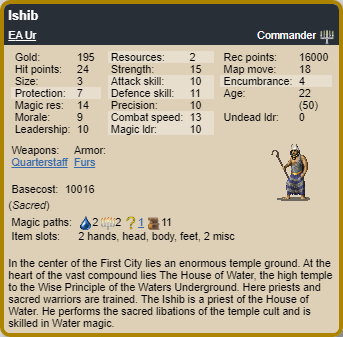 Ishib
EA Ur Commander
Gold: 195 Resources: 2 Rec points: 16000
Hit points: 24 Strength: 15 Map move: 18
Size: 3 Attack skill: 10 Encumbrance: 4
Protection: 7 Defence skill: 11 Age: 22
Magic res: 14 Precision: 10 (50)
Morale: 9 Combat speed: 13 Undead ldr: 0
Leadership: 10 Magic ldr: 10
Weapons: Armor:
Quarterstaff Furs
Basecost: 10016
(Sacred)
Magic paths: 2 2 ?1 11
Item slots: 2 hands, head, body, feet, 2 misc
In the center of the First City lies an enormous temple ground. At the
heart of the vast compound lies The House of Water, the high temple
to the Wise Principle of the Waters Underground. Here priests and
sacred warriors are trained. The Ishib is a priest of the House of
Water. He performs the sacred libations of the temple cult and is
skilled in Water magic.